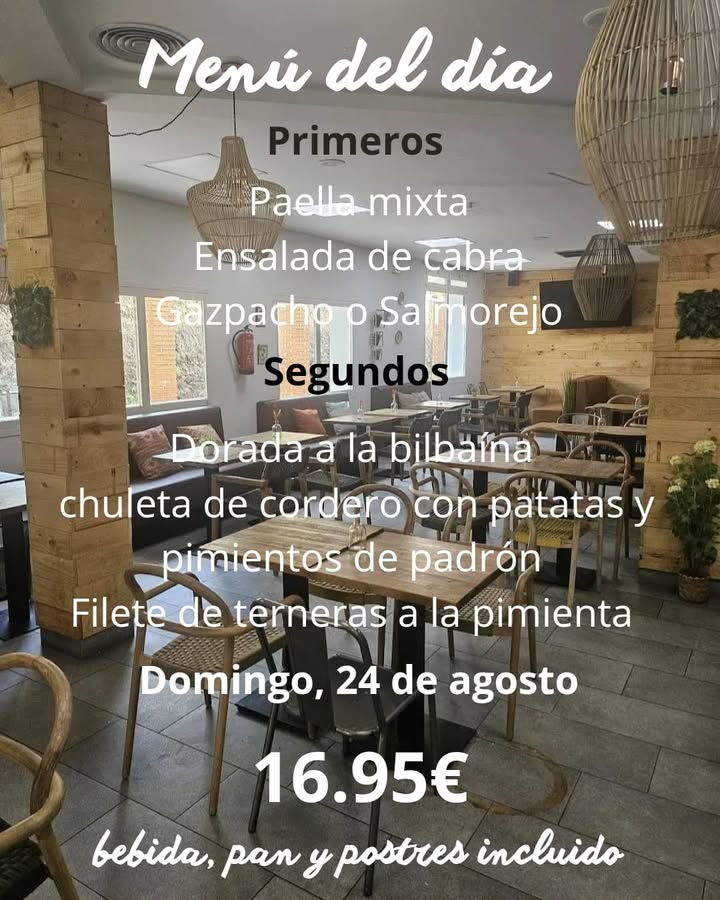 Menú del día
Primeros
Paella mixta
Ensalada de cabra
Gazpacho o Salmorejo
Segundos
Dorada a la bilbaína
chuleta de cordero con patatas y
pimientos de padrón
Filete de terneras a la pimienta
Domingo, 24 de agosto
16.95€
bebida, pan y postres incluido